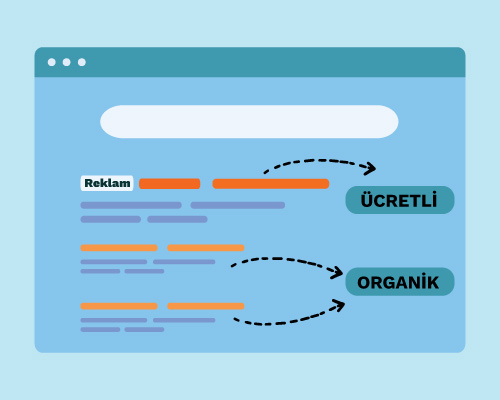 Reklam
ÜCRETLİ
ORGANİK